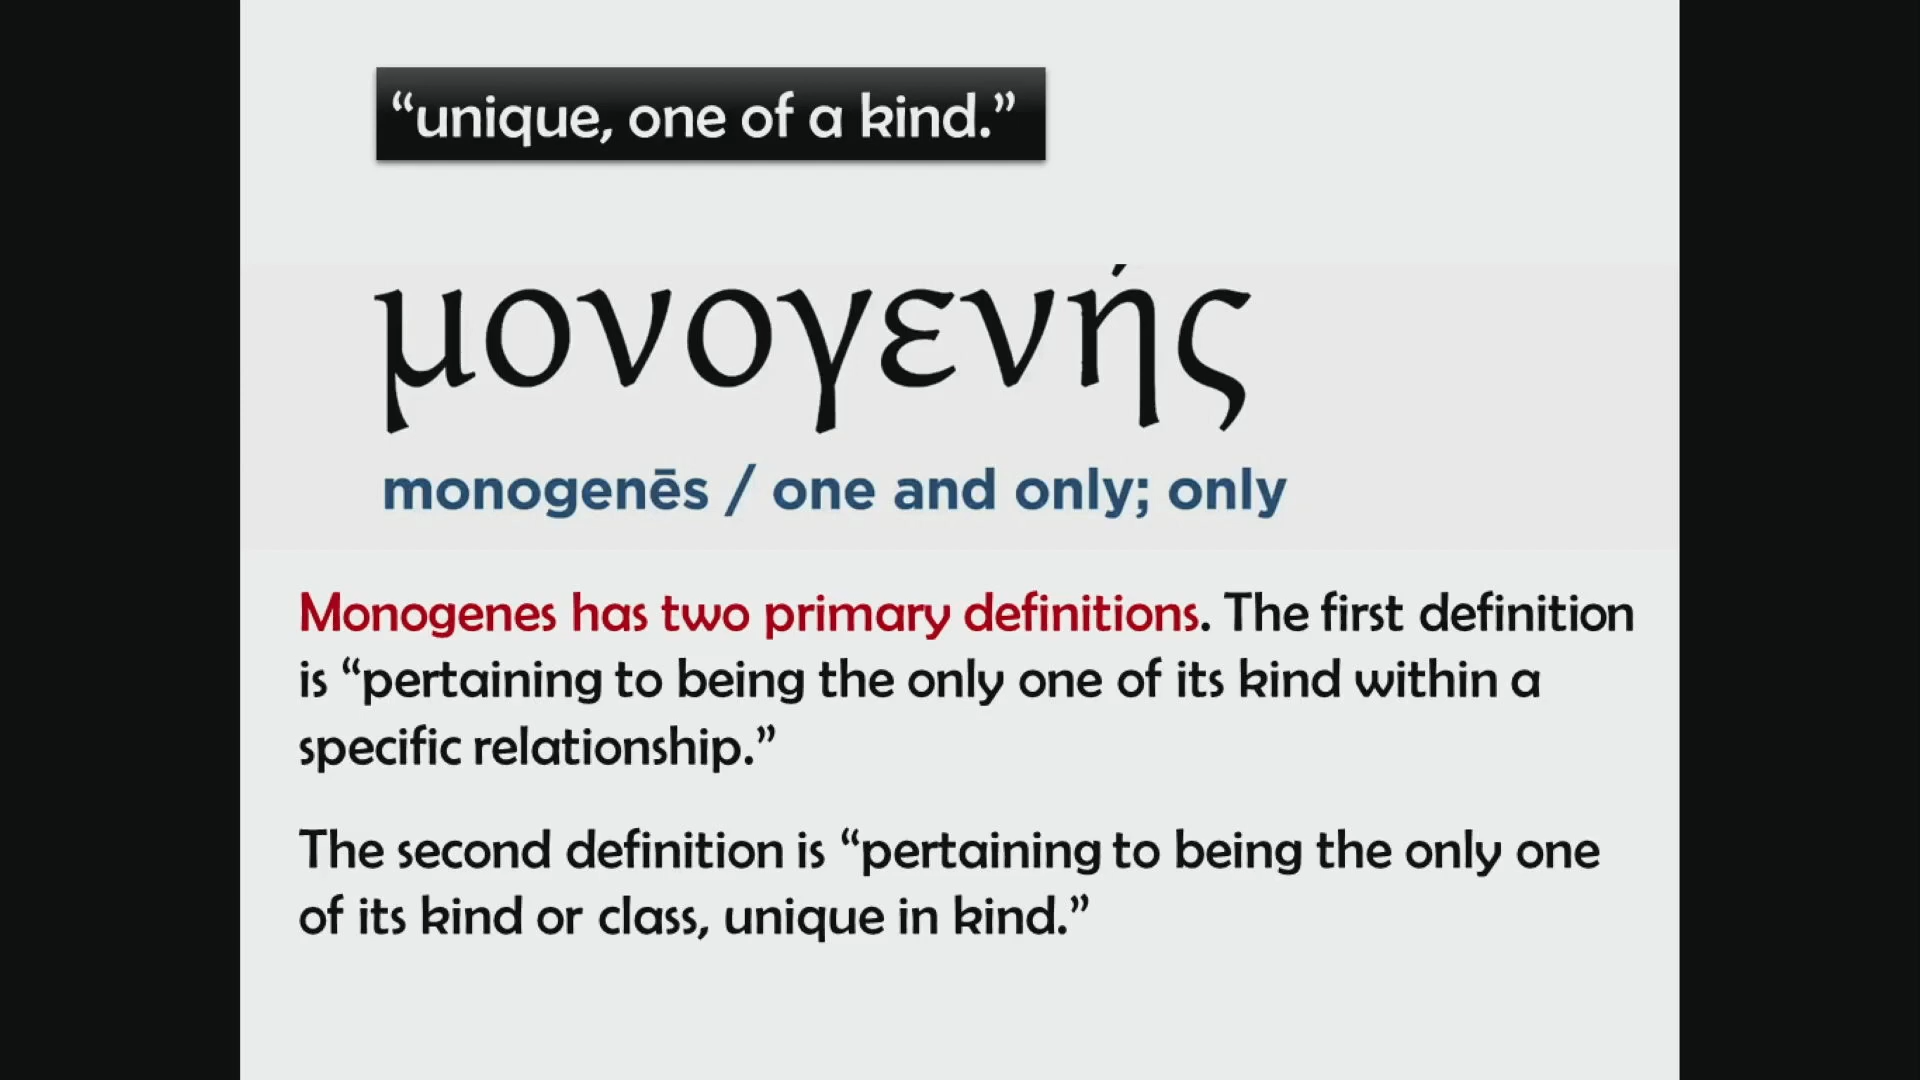 “unique, one of a kind.”
μονογενής
monogenēs / one and only; only
Monogenes has two primary definitions. The first definition
is “pertaining to being the only one of its kind within a
specific relationship.”
The second definition is “pertaining to being the only one
of its kind or class, unique in kind.”